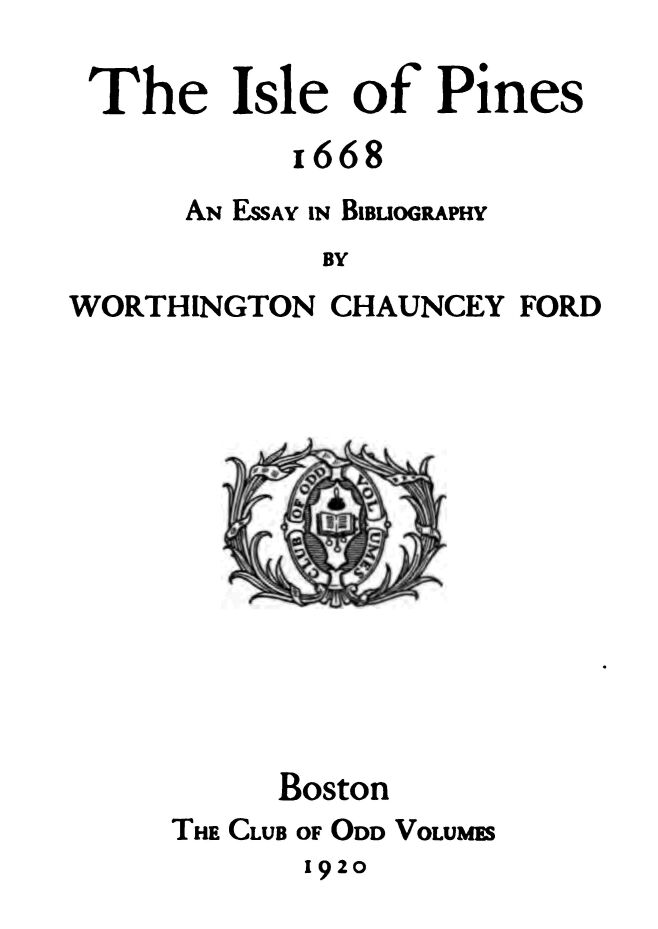 The Isle of Pines
1668
An Essay in Bibliography
BY
WORTHINGTON CHAUNCEY FORD
CLUB OF ODD VOLUMES
Boston
The Club of Odd Volumes
1920